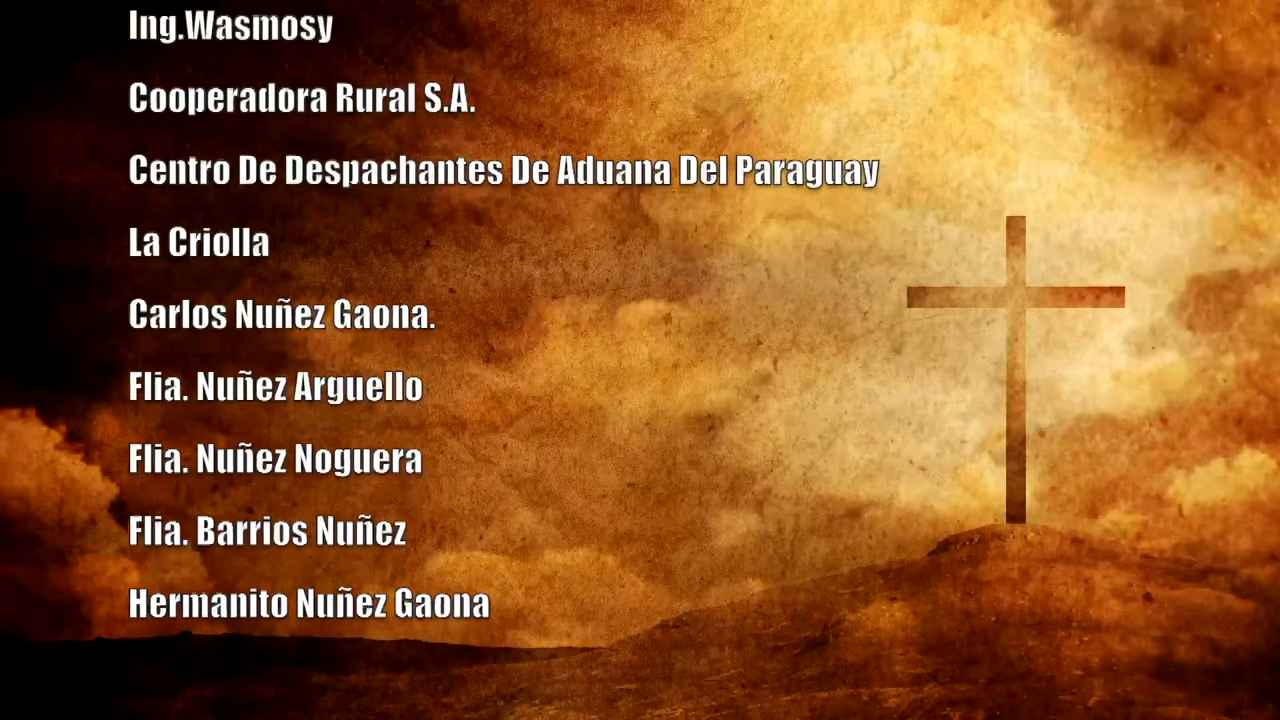 Ing.Wasmosy
Cooperadora Rural S.A.
Centro De Despachantes De Aduana Del Paraguay
La Criolla
Carlos Nuñez Gaona.
Flia. Nuñez Arguello
Flia. Nuñez Noguera
Flia. Barrios Nuñez
Hermanito Nuñez Gaona